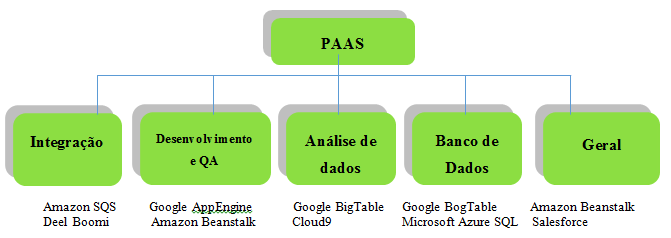 PAAS
Integração
Desenvolvimento
e QA
Análise de
dados
Banco de
Dados
Geral
Amazon SQS
Deel Boomi
Google AppEngine
Amazon Beanstalk
Google BigTable
Cloud9
Google BogTable
Microsoft Azure SQL
Amazon Beanstalk
Salesforce